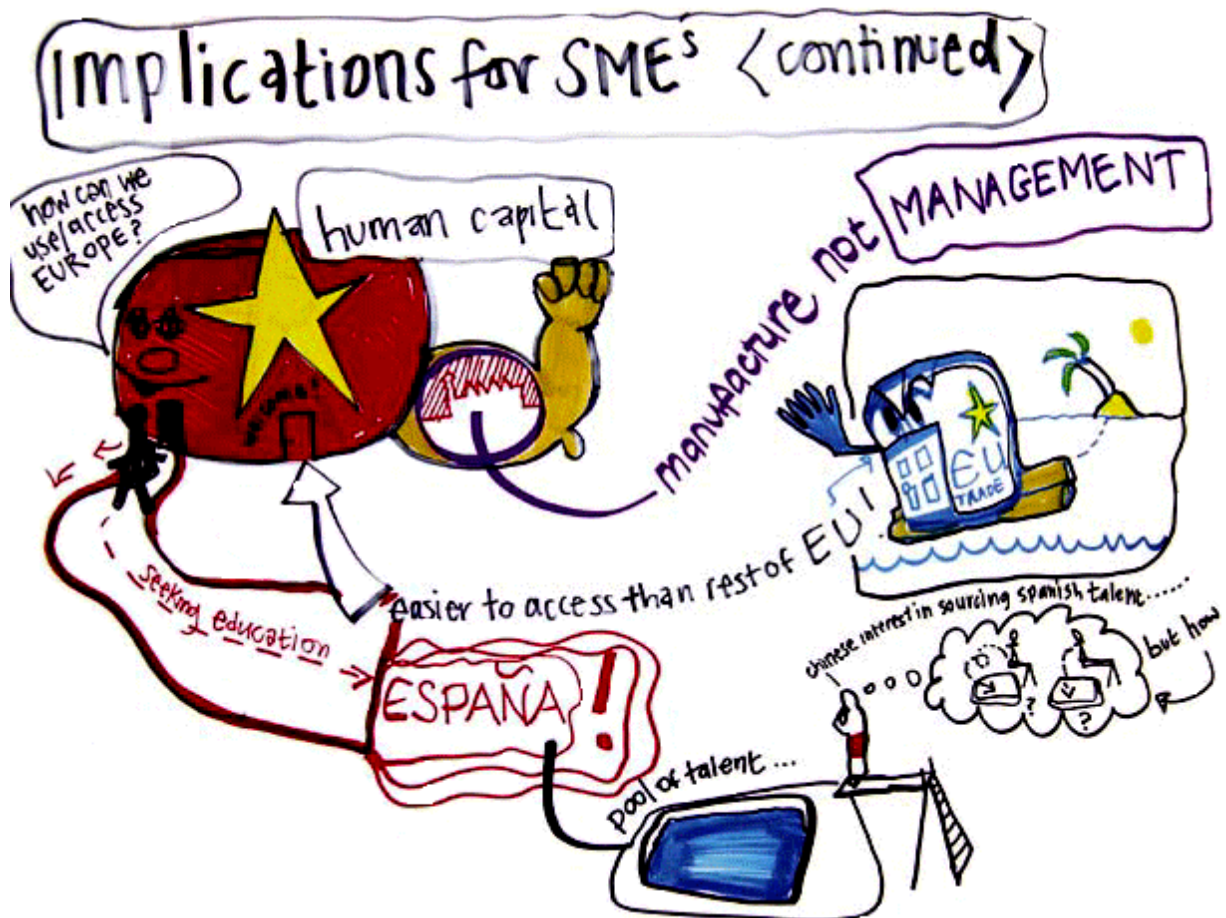 Implications for SMEs <continued>
how can we
use/access
EUROPE?
human capital
manufacture not
MANAGEMENT
EU
TRADE
easier to access than rest of EU!
seeking education
ESPAÑA !
chinese interest in sourcing spanish talent......
but how
?
?
pool of talent...